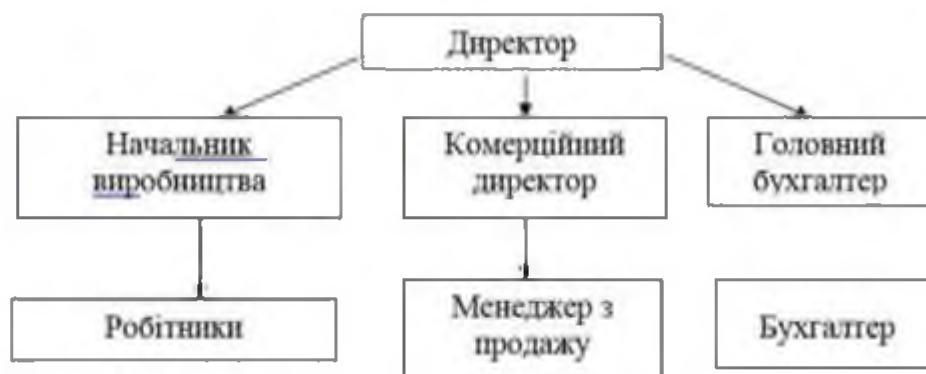 Директор
Начальник
виробництва
Комерційний
директор
Головний
бухгалтер
Робітники
Менеджер з
продажу
Бухгалтер